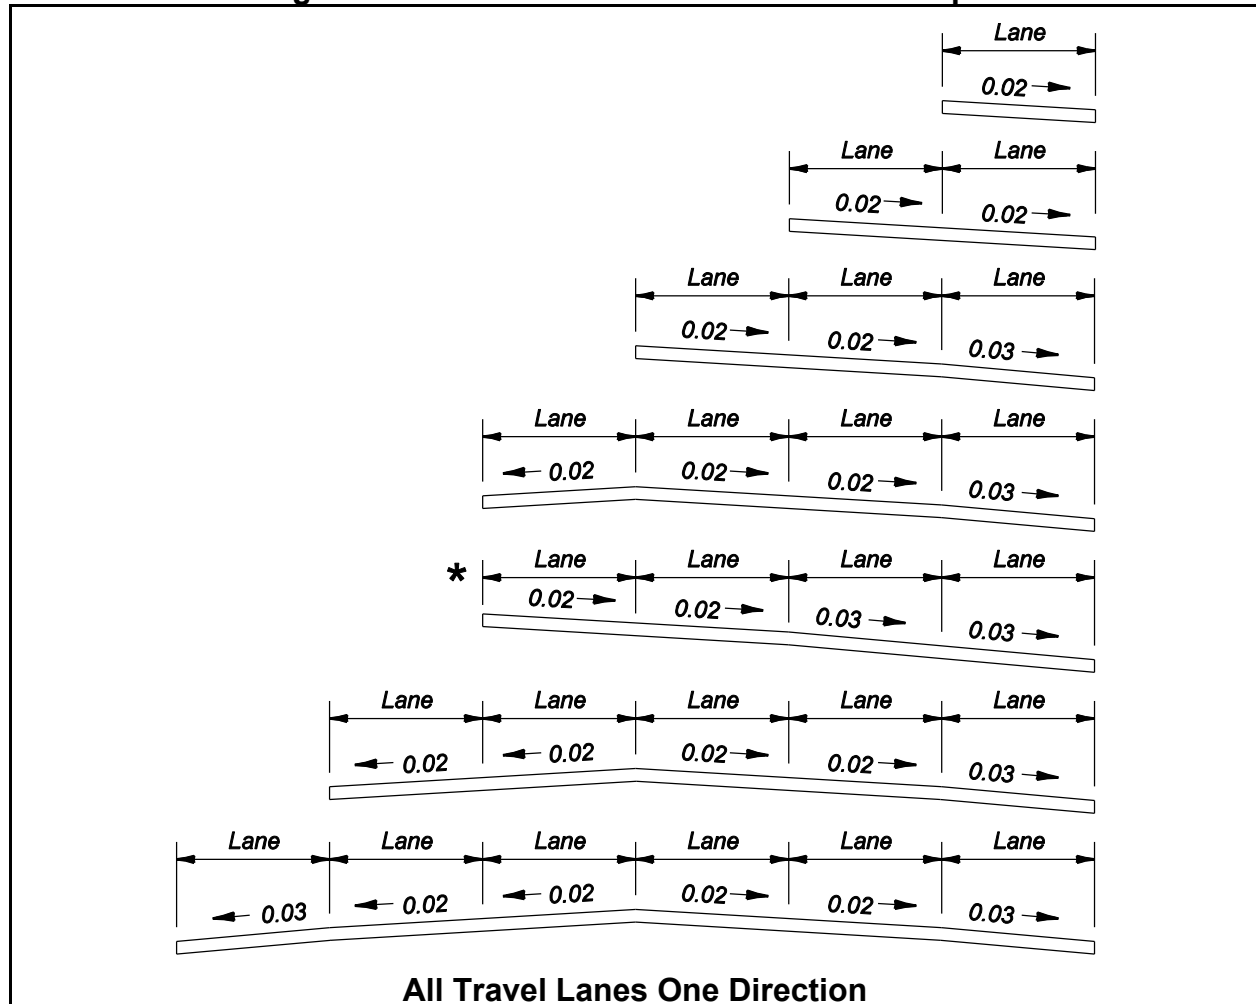 Lane
0.02
Lane Lane
0.02 0.02
Lane Lane Lane
0.02 0.02 0.03
Lane Lane Lane Lane
0.02 0.02 0.02 0.03
* Lane Lane Lane Lane
0.02 0.02 0.03 0.03
Lane Lane Lane Lane Lane
0.02 0.02 0.02 0.02 0.03
Lane Lane Lane Lane Lane Lane
0.03 0.02 0.02 0.02 0.02 0.03
All Travel Lanes One Direction